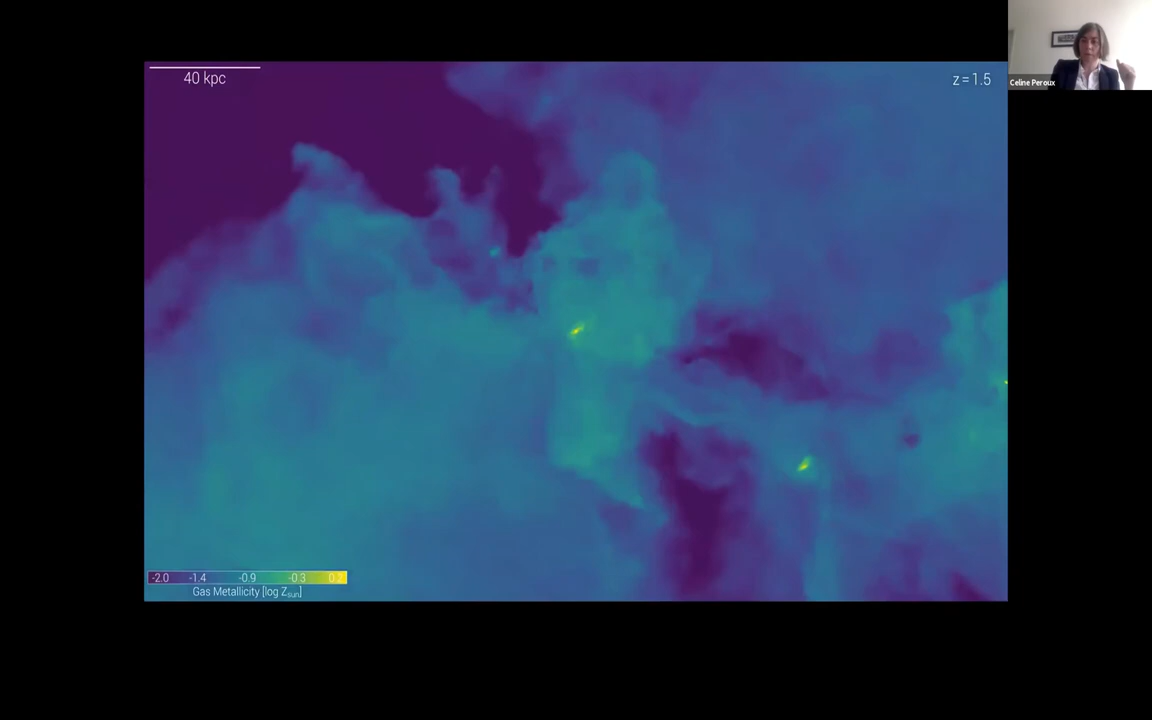 40 kpc
z = 1.5
Celine Peroux
-2.0 -1.4 -0.9 -0.3 0.2
Gas Metallicity [log Zsun]